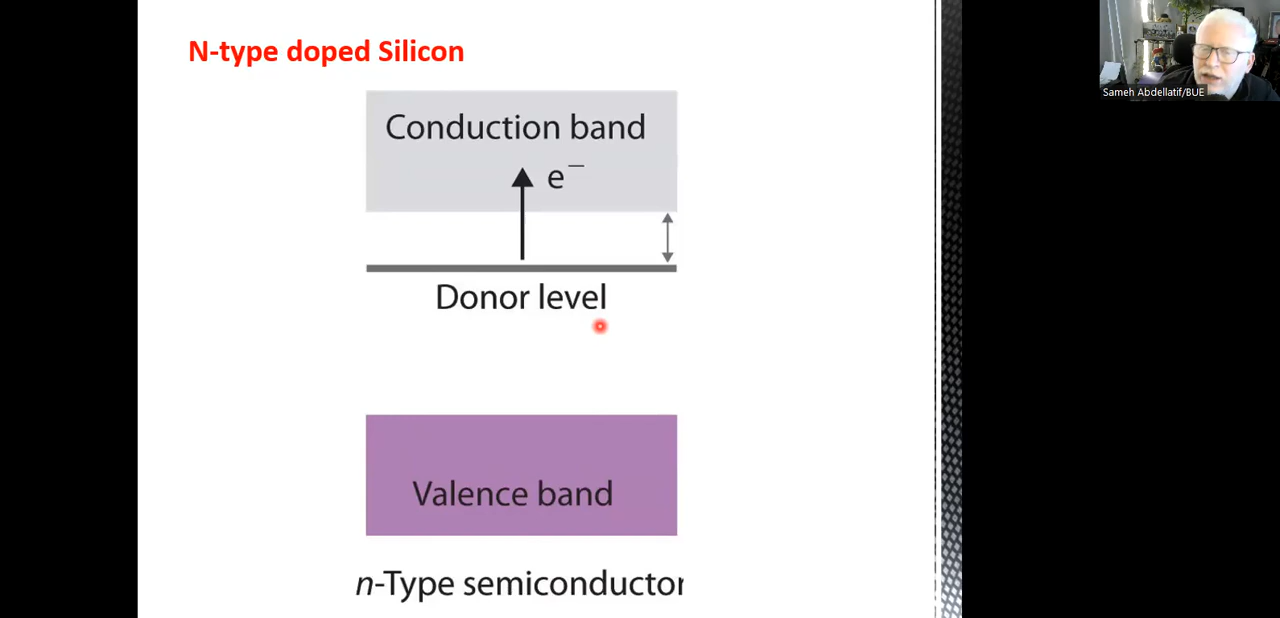 N-type doped Silicon
Conduction band
e⁻
Donor level
Valence band
n-Type semiconductor
Sameh Abdellatif/BUE